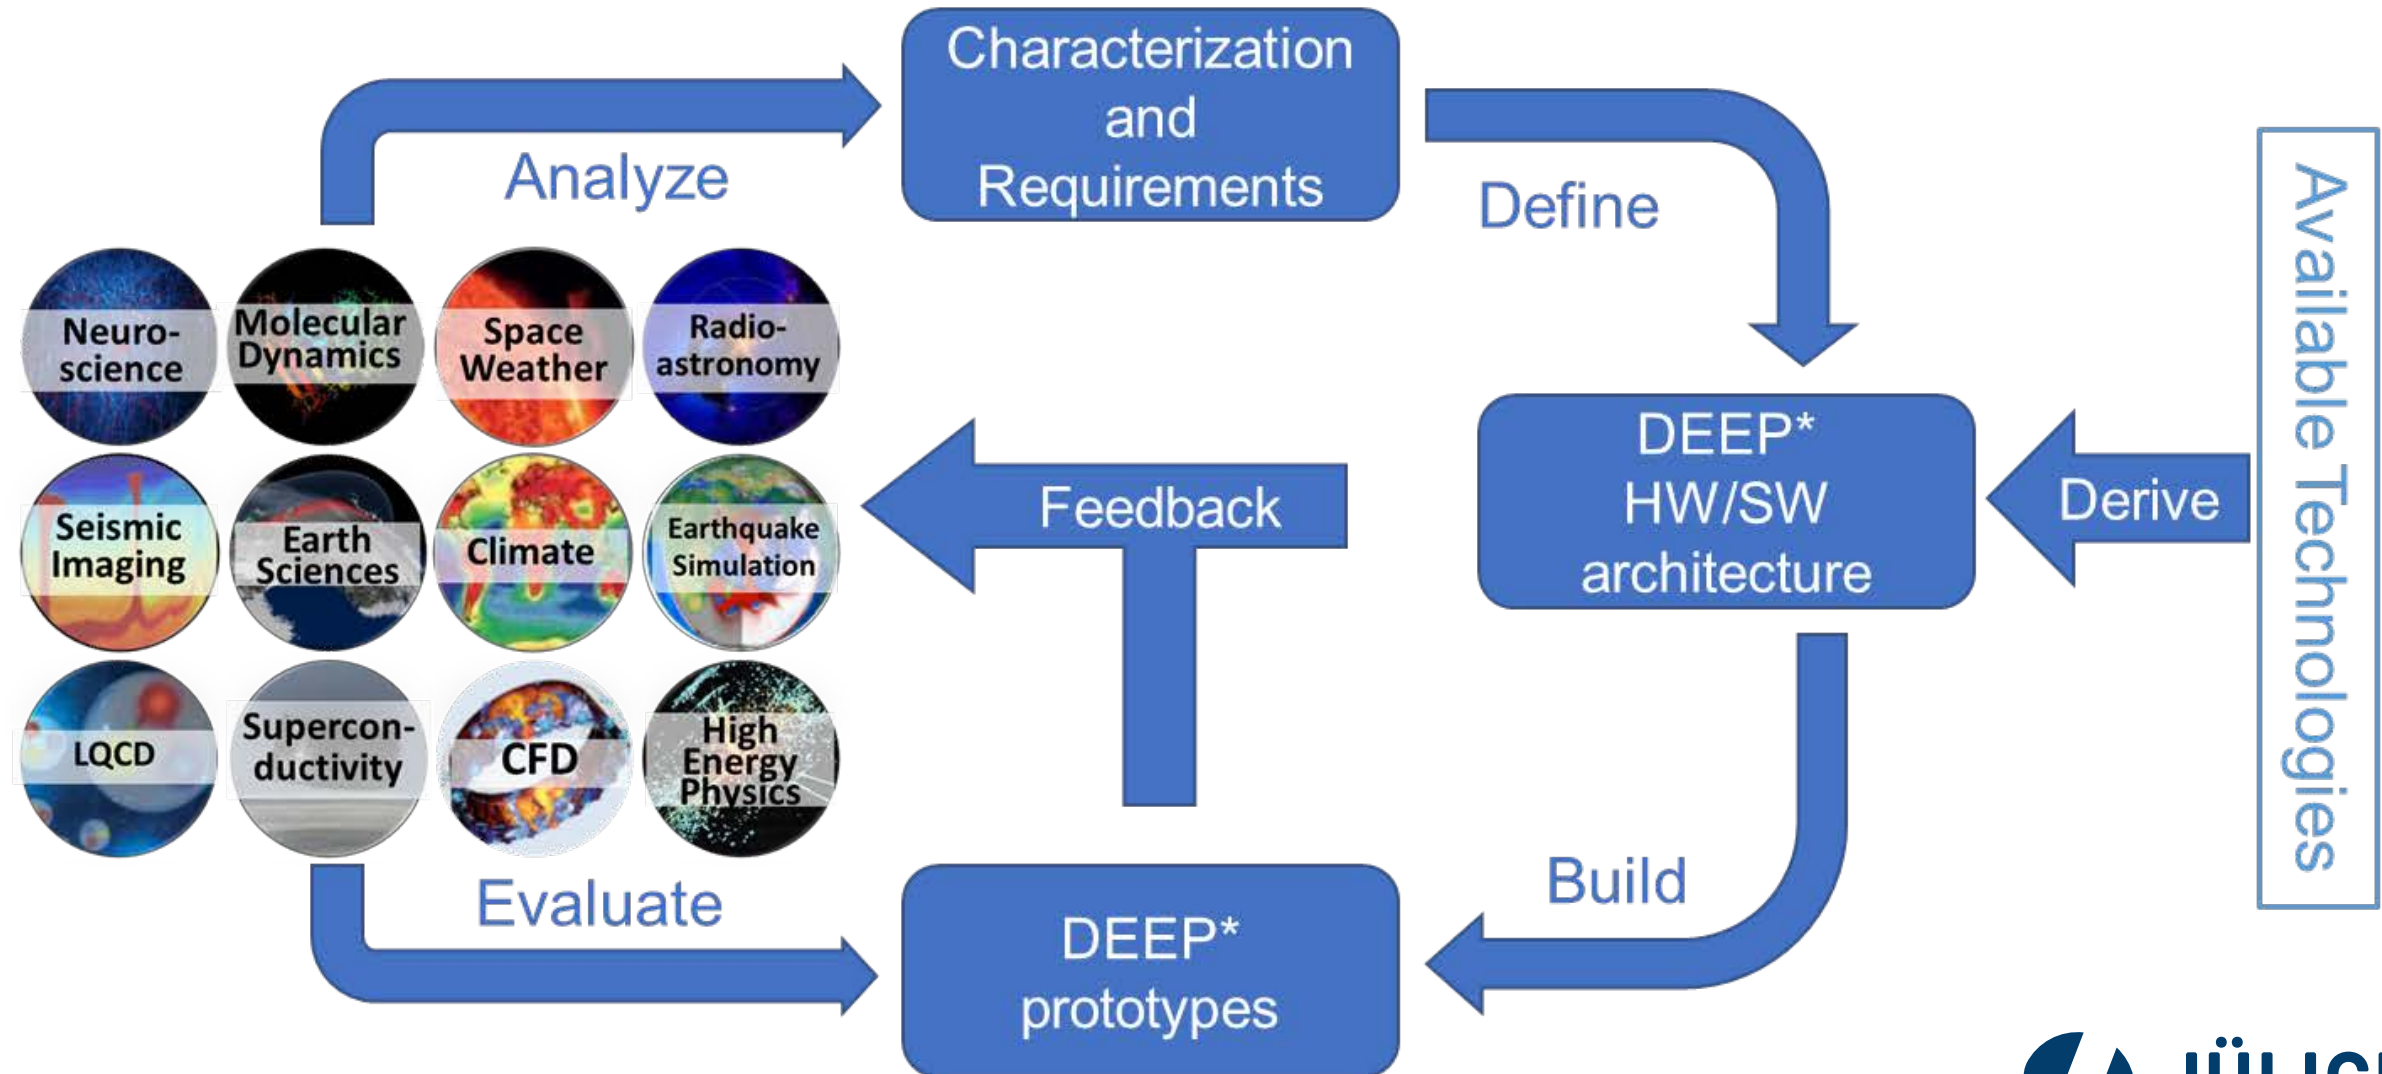 Characterization
and
Requirements
Analyze
Define
Available Technologies
Neuro-
science
Molecular
Dynamics
Space
Weather
Radio-
astronomy
DEEP*
HW/SW
architecture
Derive
Feedback
Seismic
Imaging
Earth
Sciences
Climate
Earthquake
Simulation
LQCD
Supercon-
ductivity
CFD
High
Energy
Physics
Evaluate
Build
DEEP*
prototypes